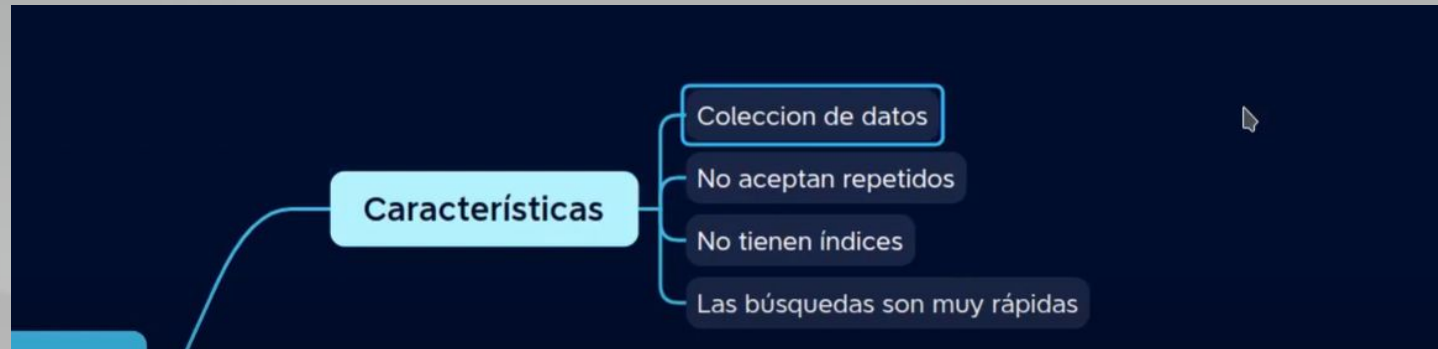 Características
Coleccion de datos
No aceptan repetidos
No tienen índices
Las búsquedas son muy rápidas